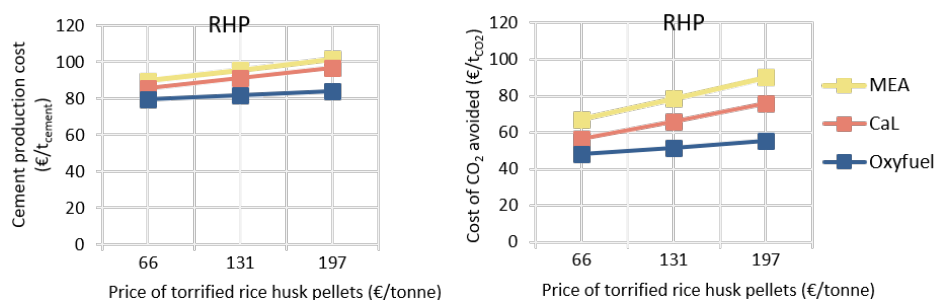 RHP
Cement production cost
(€/tcement)
120
100
80
60
40
20
0
66 131 197
Price of torrified rice husk pellets (€/tonne)
RHP
Cost of CO2 avoided (€/tCO2)
120
100
80
60
40
20
0
66 131 197
Price of torrified rice husk pellets (€/tonne)
MEA
CaL
Oxyfuel